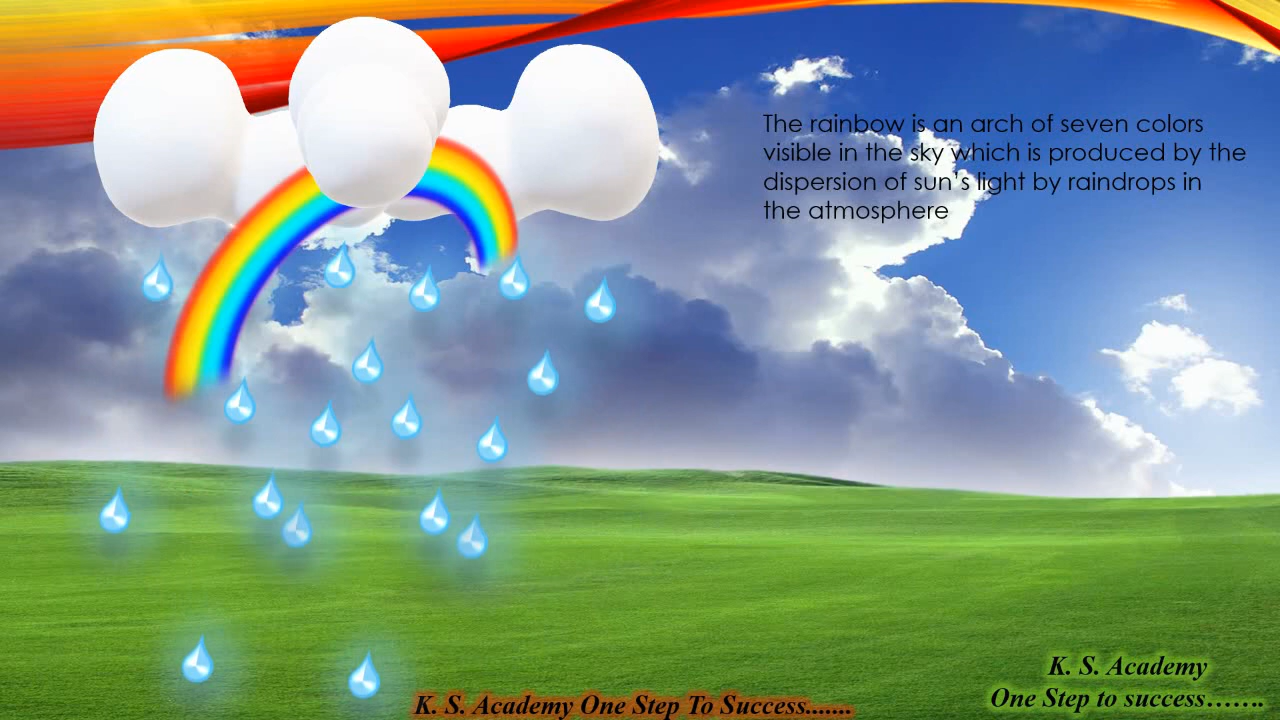 The rainbow is an arch of seven colors
visible in the sky which is produced by the
dispersion of sun's light by raindrops in
the atmosphere
K. S. Academy
One Step to success…….
K. S. Academy One Step To Success.......